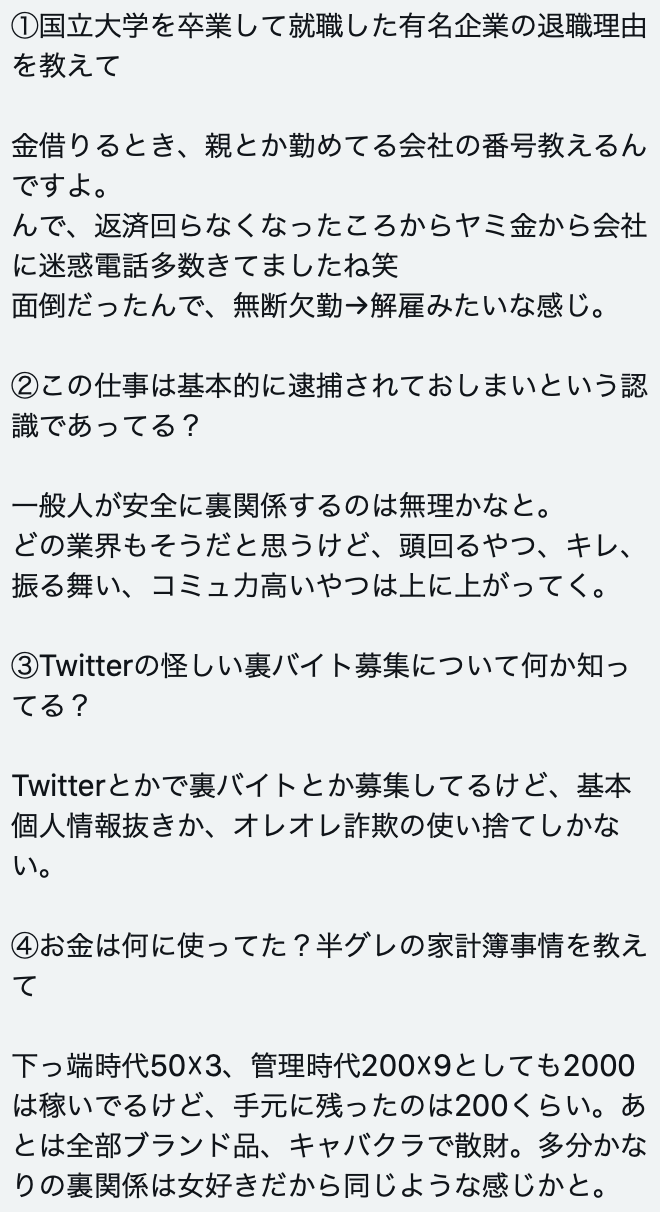 ①国立大学を卒業して就職した有名企業の退職理由
を教えて
金借りるとき、親とか勤めてる会社の番号教えるん
ですよ。
んで、返済回らなくなったころからヤミ金から会社
に迷惑電話多数きてましたね笑
面倒だったんで、無断欠勤→解雇みたいな感じ。
②この仕事は基本的に逮捕されておしまいという認
識であってる？
一般人が安全に裏関係するのは無理かなと。
どの業界もそうだと思うけど、頭回るやつ、キレ、
振る舞い、コミュ力高いやつは上に上がってく。
③Twitterの怪しい裏バイト募集について何か知っ
てる？
Twitterとかで裏バイトとか募集してるけど、基本
個人情報抜きか、オレオレ詐欺の使い捨てしかな
い。
④お金は何に使ってた？半グレの家計簿事情を教え
て
下っ端時代50☓3、管理時代200☓9としても2000
は稼いでるけど、手元に残ったのは200くらい。あ
とは全部ブランド品、キャバクラで散財。多分かな
りの裏関係は女好きだから同じような感じかと。